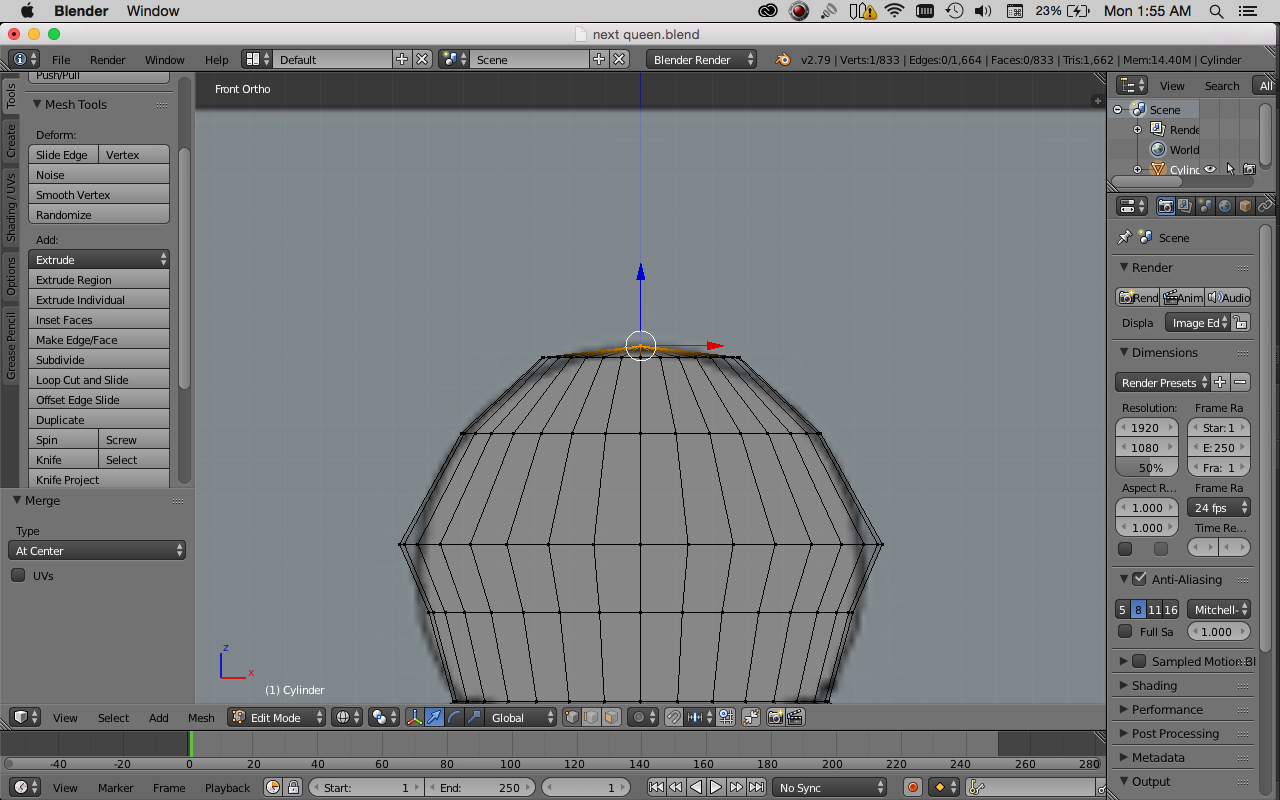 Blender Window 23% Mon 1:55 AM
next queen.blend
File Render Window Help Default Scene Blender Render v2.79 | Verts:1/833 | Edges:0/1,664 | Faces:0/833 | Tris:1,662 | Mem:14.40M | Cylinder
Tools
Create
Shading / UVs
Options
Grease Pencil
Push/Pull
Mesh Tools
Deform:
Slide Edge Vertex
Noise
Smooth Vertex
Randomize
Add:
Extrude
Extrude Region
Extrude Individual
Inset Faces
Make Edge/Face
Subdivide
Loop Cut and Slide
Offset Edge Slide
Duplicate
Spin Screw
Knife Select
Knife Project
Merge
Type
At Center
UVs
Front Ortho
z
x
(1) Cylinder
View Search All
Scene
Rende
World
Cylinc
Scene
Render
Rend Anim Audio
Displa Image Ed
Dimensions
Render Presets
Resolution: Frame Ra
1920 Star: 1
1080 E: 250
50% Fra: 1
Aspect R... Frame Ra
1.000 24 fps
1.000 Time Re...
Anti-Aliasing
5 8 11 16 Mitchell-
Full Sa 1.000
Sampled Motion Bl
Shading
Performance
Post Processing
Metadata
Output
View Select Add Mesh Edit Mode Global
-40 -20 0 20 40 60 80 100 120 140 160 180 200 220 240 260 280
View Marker Frame Playback Start: 1 End: 250 1 No Sync